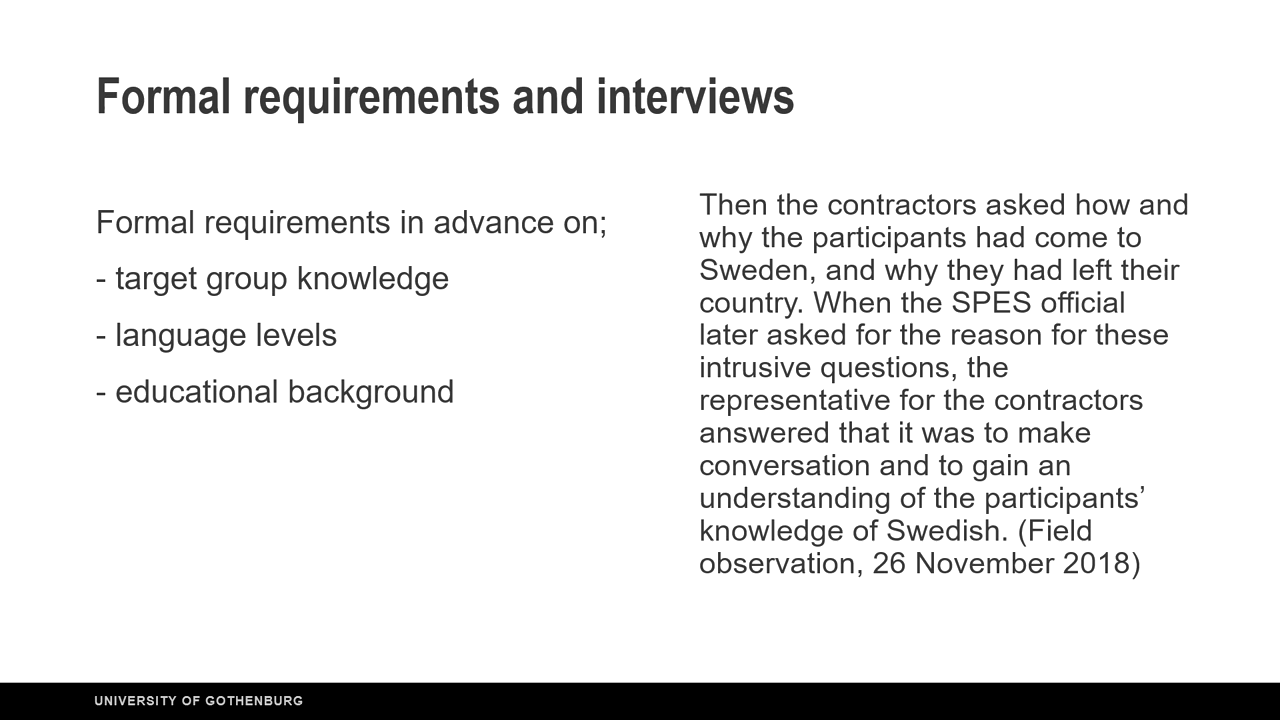 Formal requirements and interviews
Formal requirements in advance on;
- target group knowledge
- language levels
- educational background
Then the contractors asked how and
why the participants had come to
Sweden, and why they had left their
country. When the SPES official
later asked for the reason for these
intrusive questions, the
representative for the contractors
answered that it was to make
conversation and to gain an
understanding of the participants’
knowledge of Swedish. (Field
observation, 26 November 2018)
UNIVERSITY OF GOTHENBURG